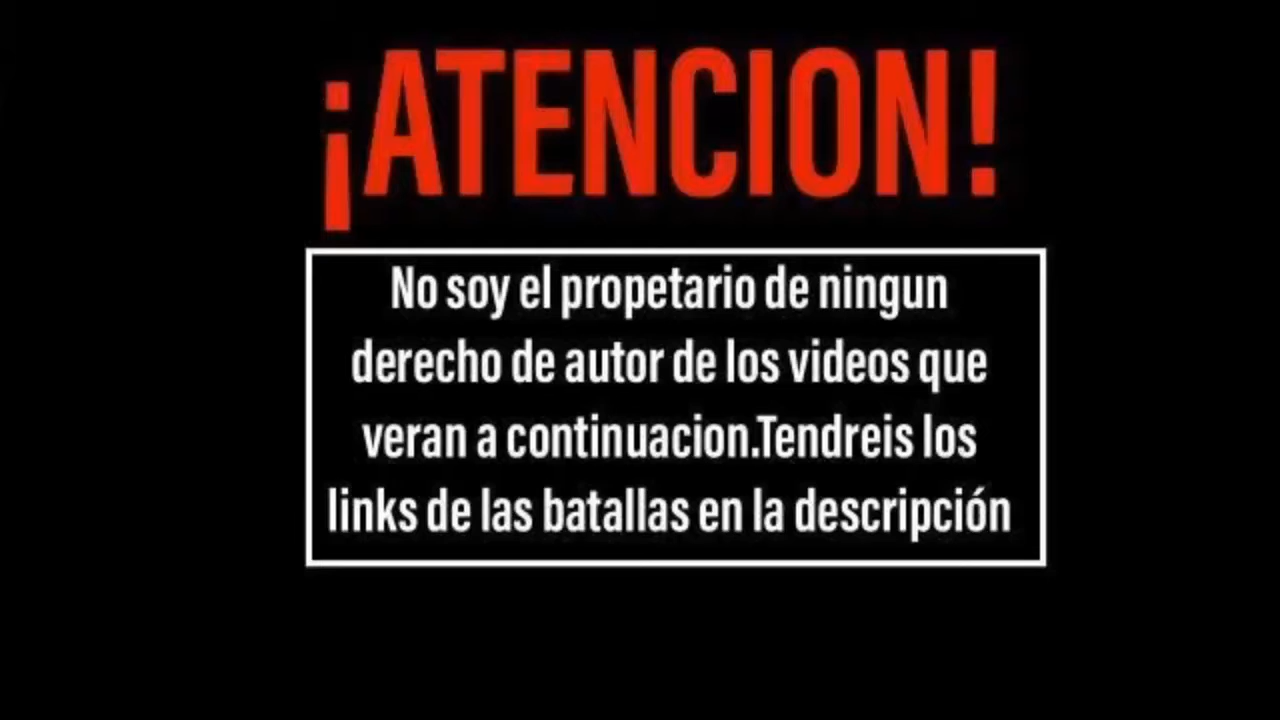 ¡ATENCION!
No soy el propetario de ningun
derecho de autor de los videos que
veran a continuacion.Tendreis los
links de las batallas en la descripción